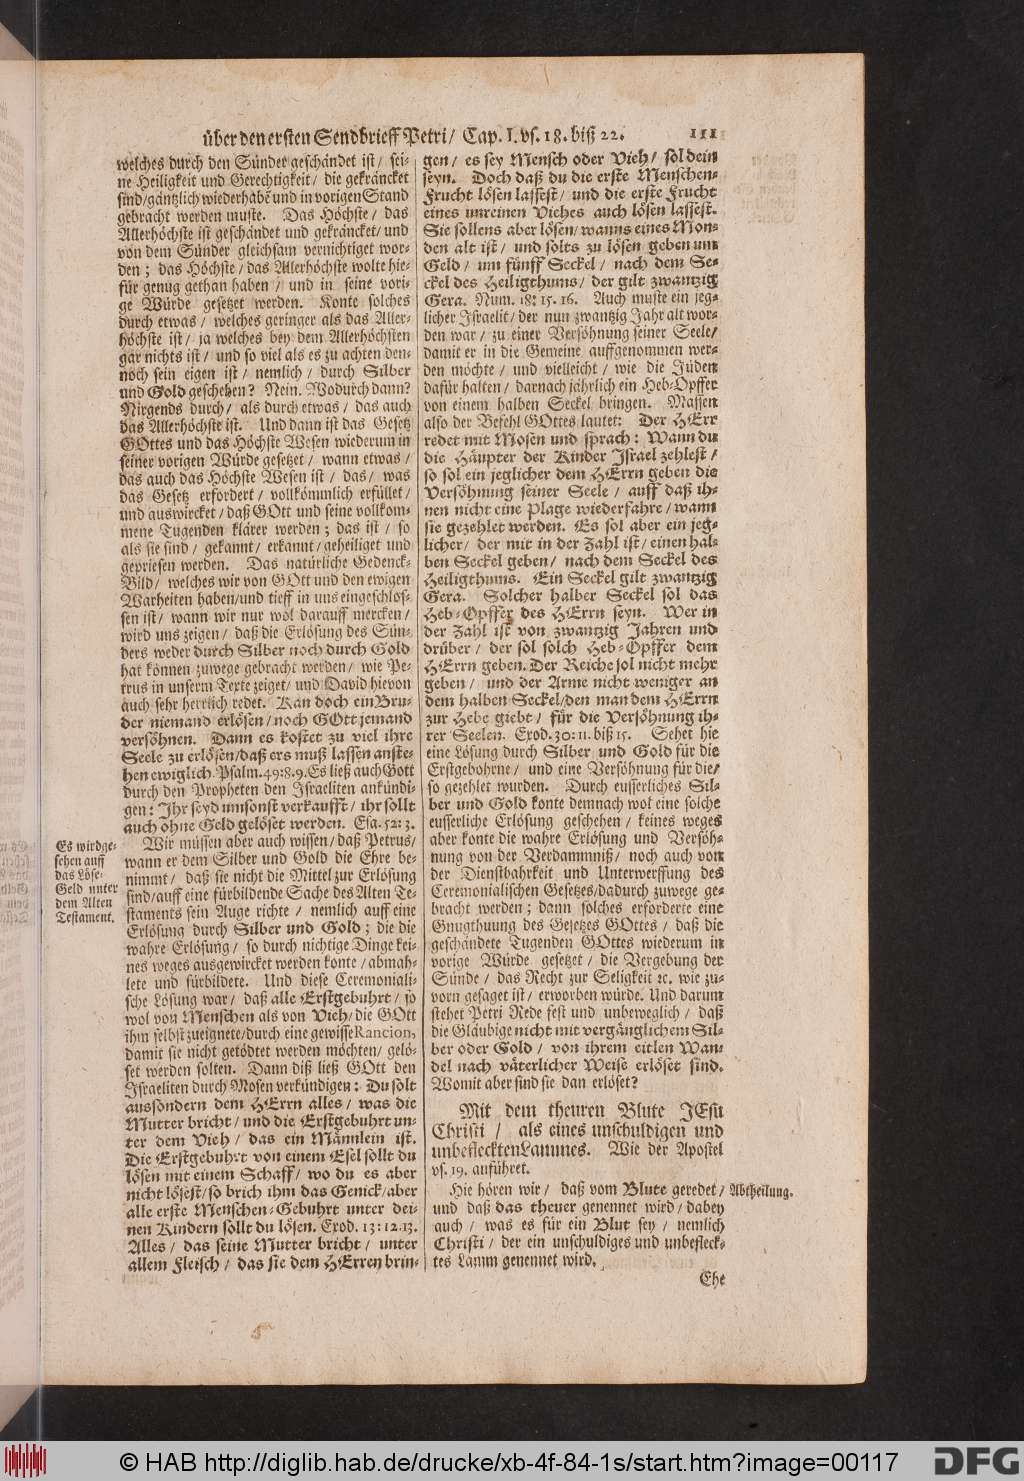 über den ersten Sendbrieff Petri / Cap. I. vs. 18. biß 22. 111
welches durch den Sünder geschändet ist / sei-
ne Heiligkeit und Gerechtigkeit / die gekräncket
sind / gäntzlich wiederhabē und in vorigen Stand
gebracht werden muste. Das Höchste / das
Allerhöchste ist geschändet und gekräncket / und
von dem Sünder gleichsam vernichtiget wor-
den ; das Höchste / das Allerhöchste wolte hie-
für genug gethan haben / und in seine vori-
ge Würde gesetzet werden. Konte solches
durch etwas / welches geringer als das Aller-
höchste ist / ja welches bey dem Allerhöchsten
gar nichts ist / und so viel als es zu achten den-
noch sein eigen ist / nemlich / durch Silber
und Gold geschehen? Nein. Wodurch dann?
Nirgends durch / als durch etwas / das auch
das Allerhöchste ist. Und dann ist das Gesetz
GOttes und das Höchste Wesen wiederum in
seiner vorigen Würde gesetzet / wann etwas /
das auch das Höchste Wesen ist / das / was
das Gesetz erfordert / vollkömmlich erfüllet /
und auswircket / daß GOtt und seine vollkom-
mene Tugenden klärer werden ; das ist / so
als sie sind / gekannt / erkannt / geheiliget und
gepriesen werden. Das natürliche Gedenck-
Bild / welches wir von GOtt und den ewigen
Warheiten haben / und tieff in uns eingeschlos-
sen ist / wann wir nur wol darauff mercken /
wird uns zeigen / daß die Erlösung des Sün-
ders weder durch Silber noch durch Gold
hat können zuwege gebracht werden / wie Pe-
trus in unserm Texte zeiget / und David hievon
auch sehr herrlich redet. Kan doch ein Bru-
der niemand erlösen / noch GOtt jemand
versöhnen. Dann es kostet zu viel ihre
Seele zu erlösen / daß ers muß lassen anste-
hen ewiglich. Psalm. 49: 8. 9. Es ließ auch Gott
durch den Propheten den Israeliten ankündi-
gen : Ihr seyd umsonst verkaufft / ihr sollt
auch ohne Geld gelöset werden. Esa. 52: 3.
Wir müssen aber auch wissen / daß Petrus /
wann er dem Silber und Gold die Ehre be-
nimmt / daß sie nicht die Mittel zur Erlösung
sind / auff eine fürbildende Sache des Alten Te-
staments sein Auge richte / nemlich auff eine
Erlösung durch Silber und Gold ; die die
wahre Erlösung / so durch nichtige Dinge kei-
nes weges ausgewircket werden konte / abmah-
lete und fürbildete. Und diese Ceremoniali-
sche Lösung war / daß alle Erstgebuhrt / so
wol von Menschen als von Vieh / die GOtt
ihm selbst zueignete / durch eine gewisse Rancion,
damit sie nicht getödtet werden möchten / gelö-
set werden solten. Dann diß ließ GOtt den
Israeliten durch Mosen verkündigen : Du solt
aussondern dem HErrn alles / was die
Mutter bricht / und die Erstgebuhrt un-
ter dem Vieh / das ein Männlein ist.
Die Erstgebuhrt von einem Esel sollt du
lösen mit einem Schaff / wo du es aber
nicht lösest / so brich ihm das Genick / aber
alle erste Menschen-Gebuhrt unter dei-
nen Kindern sollt du lösen. Exod. 13: 12. 13.
Alles / das seine Mutter bricht / unter
allem Fleisch / das sie dem HErren brin-
Es wird ge-
sehen auff
das Löse-
Geld unter
dem Alten
Testament.
gen / es sey Mensch oder Vieh / sol dein
seyn. Doch daß du die erste Menschen-
Frucht lösen lassest / und die erste Frucht
eines unreinen Viehes auch lösen lassest.
Sie sollens aber lösen / wanns eines Mon-
den alt ist / und solts zu lösen geben um
Geld / um fünff Seckel / nach dem Se-
ckel des Heiligthums / der gilt zwantzig
Gera. Num. 18: 15. 16. Auch muste ein jeg-
licher Israelit / der nun zwantzig Jahr alt wor-
den war / zu einer Versöhnung seiner Seele /
damit er in die Gemeine auffgenommen wer-
den möchte / und vielleicht / wie die Jüden
dafür halten / darnach jährlich ein Heb-Opffer
von einem halben Seckel bringen. Massen
also der Befehl GOttes lautet : Der HErr
redet mit Mosen und sprach : Wann du
die Häupter der Kinder Israel zehlest /
so sol ein jeglicher dem HErrn geben die
Versöhnung seiner Seele / auff daß ih-
nen nicht eine Plage wiederfahre / wann
sie gezehlet werden. Es sol aber ein jeg-
licher / der mit in der Zahl ist / einen hal-
ben Seckel geben / nach dem Seckel des
Heiligthums. Ein Seckel gilt zwantzig
Gera. Solcher halber Seckel sol das
Heb-Opffer des HErrn seyn. Wer in
der Zahl ist von zwantzig Jahren und
drüber / der sol solch Heb-Opffer dem
HErrn geben. Der Reiche sol nicht mehr
geben / und der Arme nicht weniger an
dem halben Seckel / den man dem HErrn
zur Hebe giebt / für die Versöhnung ih-
rer Seelen. Exod. 30: 11. biß 15. Sehet hie
eine Lösung durch Silber und Gold für die
Erstgebohrne / und eine Versöhnung für die /
so gezehlet wurden. Durch eusserliches Sil-
ber und Gold konte demnach wol eine solche
eusserliche Erlösung geschehen / keines weges
aber konte die wahre Erlösung und Versöh-
nung von der Verdammniß / noch auch von
der Dienstbahrkeit und Unterwerffung des
Ceremonialischen Gesetzes / dadurch zuwege ge-
bracht werden ; dann solches erforderte eine
Gnugthuung des Gesetzes GOttes / daß die
geschändete Tugenden GOttes wiederum in
vorige Würde gesetzet / die Vergebung der
Sünde / das Recht zur Seligkeit ꝛc. wie zu-
vorn gesaget ist / erworben würde. Und darum
stehet Petri Rede fest und unbeweglich / daß
die Gläubige nicht mit vergänglichem Sil-
ber oder Gold / von ihrem eitlen Wan-
del nach väterlicher Weise erlöset sind.
Womit aber sind sie dan erlöset?
Mit dem theuren Blute JEsu
Christi / als eines unschuldigen und
unbefleckten Lammes. Wie der Apostel
vs. 19. anführet.
Hie hören wir / daß vom Blute geredet /
und daß das theuer genennet wird / dabey
auch / was es für ein Blut sey / nemlich
Christi / der ein unschuldiges und unbefleck-
tes Lamm genennet wird.
Abtheilung.
Ehe
© HAB http://diglib.hab.de/drucke/xb-4f-84-1s/start.htm?image=00117
DFG